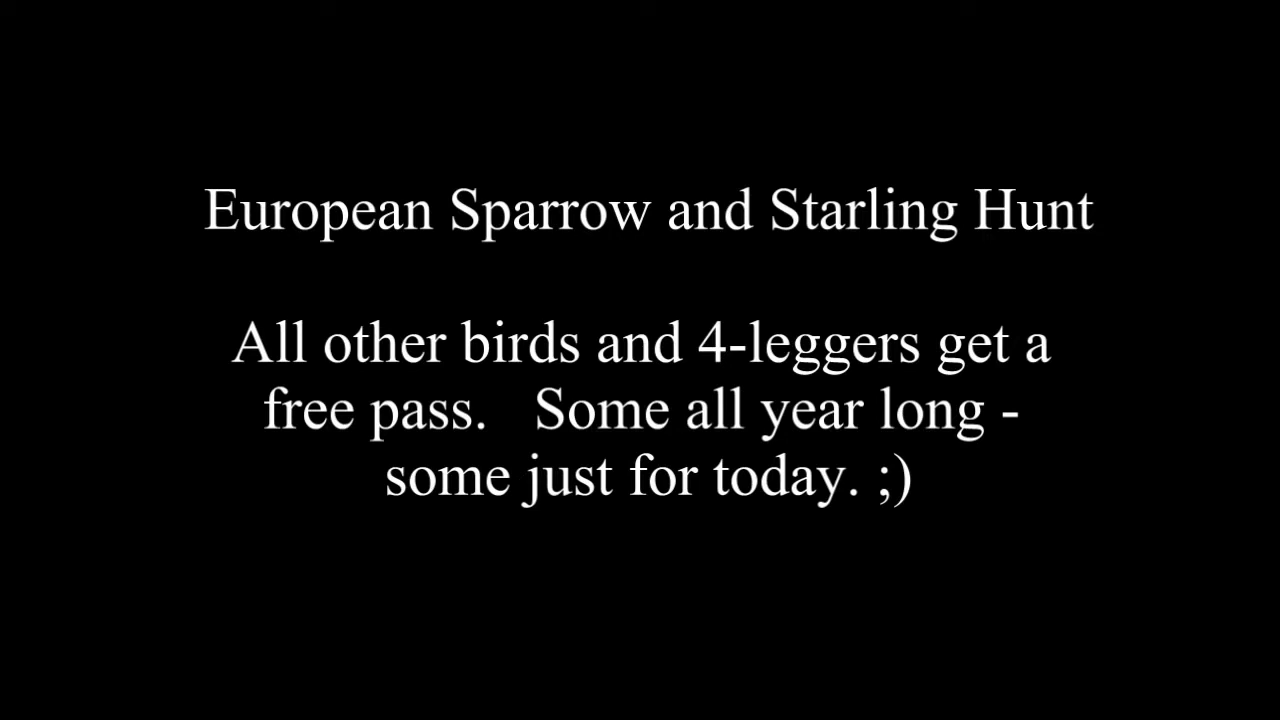 European Sparrow and Starling Hunt
All other birds and 4-leggers get a
free pass.   Some all year long -
some just for today. ;)